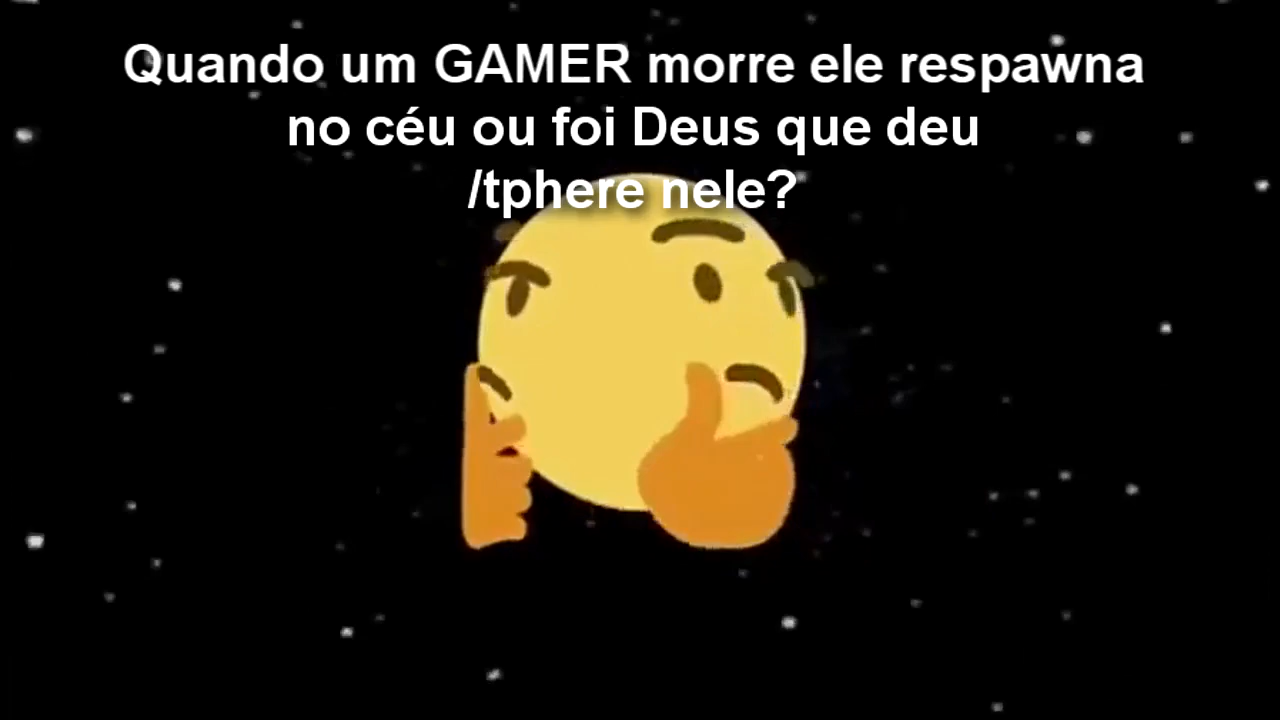 Quando um GAMER morre ele respawna
no céu ou foi Deus que deu
/tphere nele?